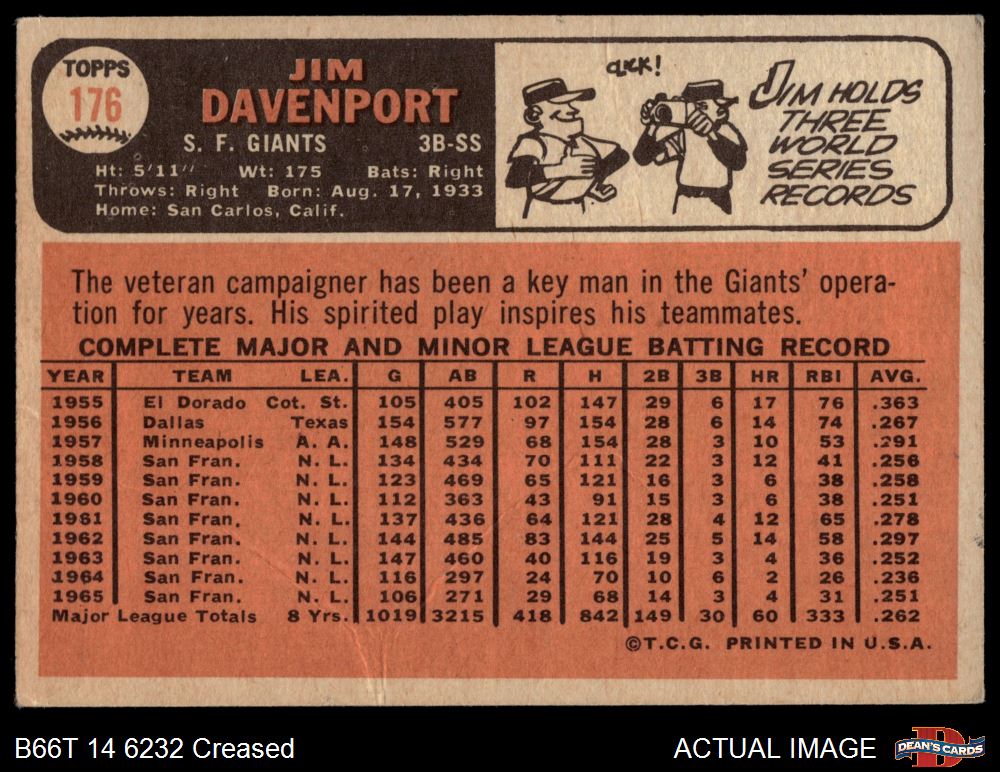 TOPPS
176
JIM
DAVENPORT
S. F. GIANTS 3B-SS
Ht: 5'11" Wt: 175 Bats: Right
Throws: Right Born: Aug. 17, 1933
Home: San Carlos, Calif.
CLICK!
JIM HOLDS
THREE
WORLD
SERIES
RECORDS
The veteran campaigner has been a key man in the Giants' opera-
tion for years. His spirited play inspires his teammates.
COMPLETE MAJOR AND MINOR LEAGUE BATTING RECORD
YEAR TEAM LEA. G AB R H 2B 3B HR RBI AVG.
1955 El Dorado Cot. St. 105 405 102 147 29 6 17 76 .363
1956 Dallas Texas 154 577 97 154 28 6 14 74 .267
1957 Minneapolis A. A. 148 529 68 154 28 3 10 53 .291
1958 San Fran. N. L. 134 434 70 111 22 3 12 41 .256
1959 San Fran. N. L. 123 469 65 121 16 3 6 38 .258
1960 San Fran. N. L. 112 363 43 91 15 3 6 38 .251
1961 San Fran. N. L. 137 436 64 121 28 4 12 65 .278
1962 San Fran. N. L. 144 485 83 144 25 5 14 58 .297
1963 San Fran. N. L. 147 460 40 116 19 3 4 36 .252
1964 San Fran. N. L. 116 297 24 70 10 6 2 26 .236
1965 San Fran. N. L. 106 271 29 68 14 3 4 31 .251
Major League Totals 8 Yrs. 1019 3215 418 842 149 30 60 333 .262
©T.C.G. PRINTED IN U.S.A.
B66T 14 6232 Creased
ACTUAL IMAGE
DEAN'S CARDS